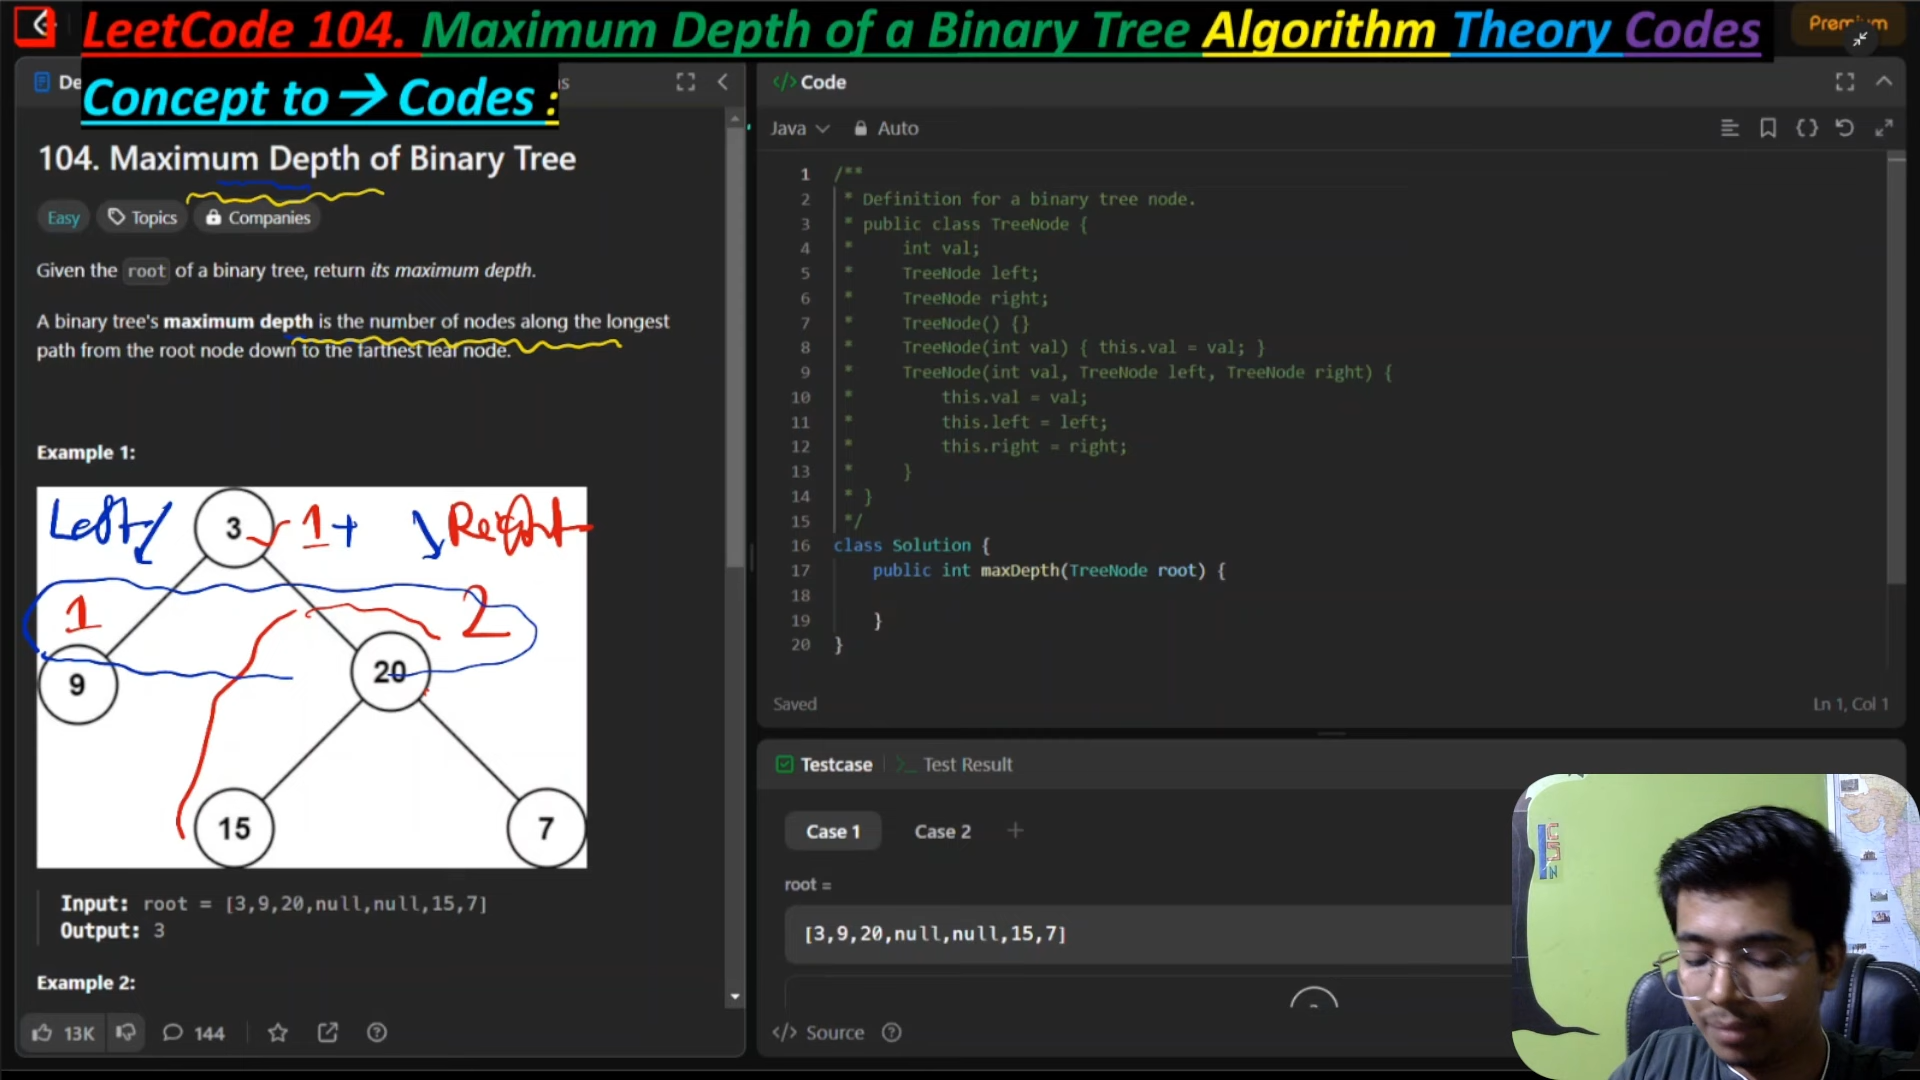 LeetCode 104. Maximum Depth of a Binary Tree Algorithm Theory Codes
Concept to → Codes :
Premium
De
s
104. Maximum Depth of Binary Tree
Easy Topics Companies
Given the root of a binary tree, return its maximum depth.
A binary tree's maximum depth is the number of nodes along the longest
path from the root node down to the farthest leaf node.
Example 1:
Left 3 1+ Right
1 2
9 20
15 7
Input: root = [3,9,20,null,null,15,7]
Output: 3
Example 2:
13K 144
</> Code
Java Auto
1 /**
2 * Definition for a binary tree node.
3 * public class TreeNode {
4 * int val;
5 * TreeNode left;
6 * TreeNode right;
7 * TreeNode() {}
8 * TreeNode(int val) { this.val = val; }
9 * TreeNode(int val, TreeNode left, TreeNode right) {
10 * this.val = val;
11 * this.left = left;
12 * this.right = right;
13 * }
14 * }
15 */
16 class Solution {
17 public int maxDepth(TreeNode root) {
18
19 }
20 }
Saved Ln 1, Col 1
Testcase >_ Test Result
Case 1 Case 2 +
root =
[3,9,20,null,null,15,7]
</> Source